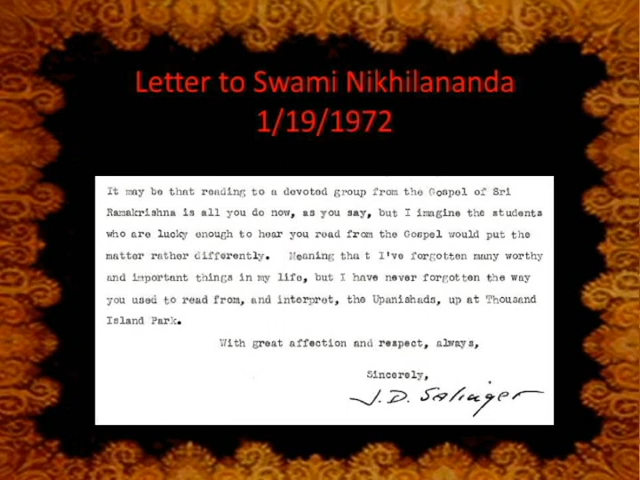 Letter to Swami Nikhilananda
1/19/1972
It may be that reading to a devoted group from the Gospel of Sri
Ramakrishna is all you do now, as you say, but I imagine the students
who are lucky enough to hear you read from the Gospel would put the
matter rather differently. Meaning tha t I've forgotten many worthy
and important things in my life, but I have never forgotten the way
you used to read from, and interpret, the Upanishads, up at Thousand
Island Park.
With great affection and respect, always,
Sincerely,
J.D. Salinger